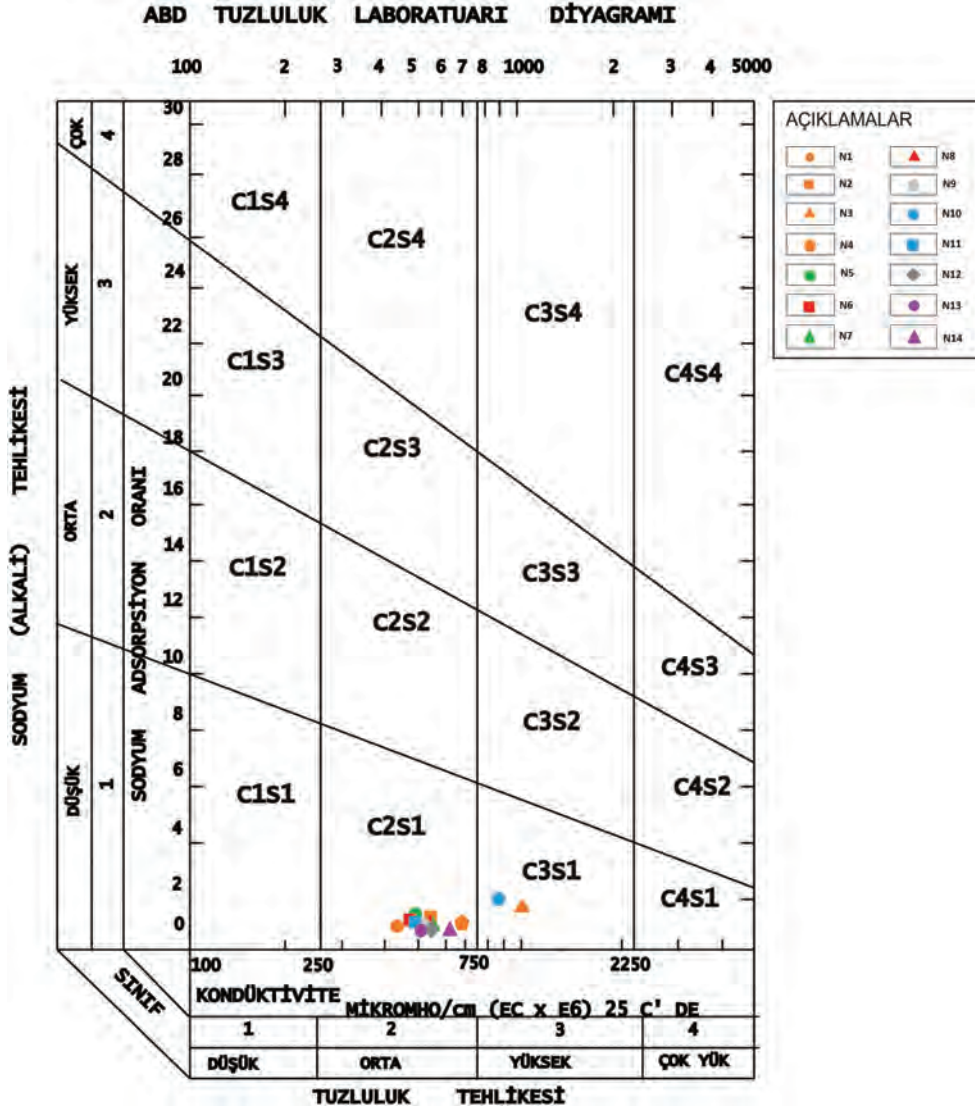 ABD TUZLULUK LABORATUARI DİYAGRAMI
100 2 3 4 5 6 7 8 1000 2 3 4 5000
SODYUM (ALKALİ) TEHLİKESİ
ÇOK
YÜKSEK
ORTA
DÜŞÜK
4
3
2
1
SODYUM ADSORPSİYON ORANI
30
28
26
24
22
20
18
16
14
12
10
8
6
4
2
0
C1S4
C2S4
C3S4
C4S4
C1S3
C2S3
C3S3
C4S3
C1S2
C2S2
C3S2
C4S2
C1S1
C2S1
C3S1
C4S1
AÇIKLAMALAR
N1 N8
N2 N9
N3 N10
N4 N11
N5 N12
N6 N13
N7 N14
100 250 750 2250
SINIF
KONDÜKTİVİTE MİKROMHO/cm (EC x E6) 25 C' DE
1 2 3 4
DÜŞÜK ORTA YÜKSEK ÇOK YÜK
TUZLULUK TEHLİKESİ